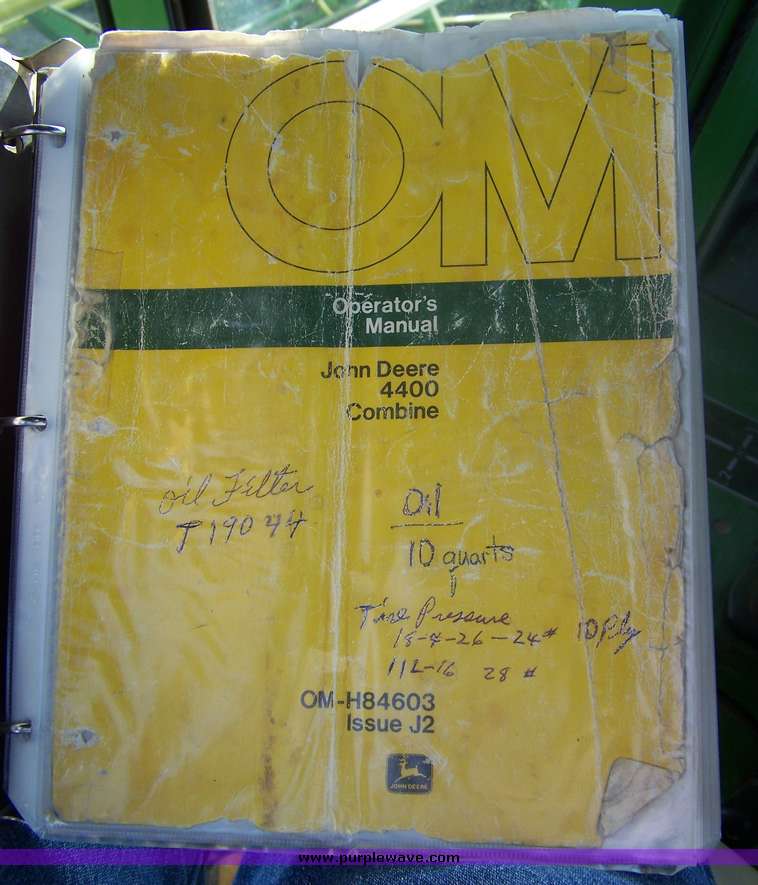 OM
Operator's
Manual
John Deere
4400
Combine
Oil Filter
T19044
Oil
10 quarts
Tire Pressure
18-4-26-24# 10 Ply
11L-16 28#
OM-H84603
Issue J2
JOHN DEERE
www.purplewave.com